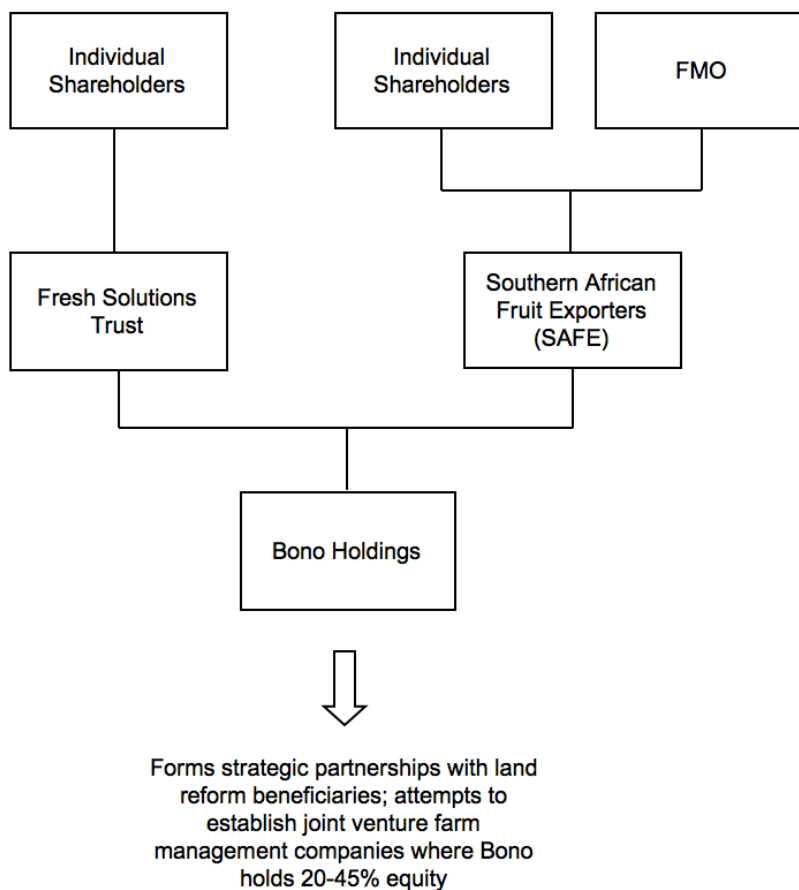 Individual
Shareholders
Individual
Shareholders
FMO
Fresh Solutions
Trust
Southern African
Fruit Exporters
(SAFE)
Bono Holdings
Forms strategic partnerships with land
reform beneficiaries; attempts to
establish joint venture farm
management companies where Bono
holds 20-45% equity